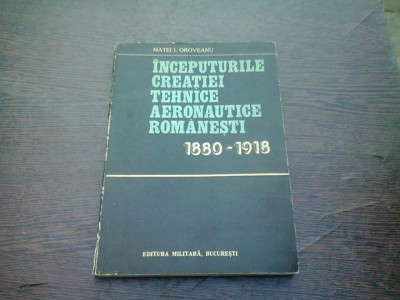 MATEI I. OROVEANU
ÎNCEPUTURILE
CREAȚIEI
TEHNICE
AERONAUTICE
ROMÂNEȘTI
1880-1918
EDITURA MILITARĂ, BUCUREȘTI